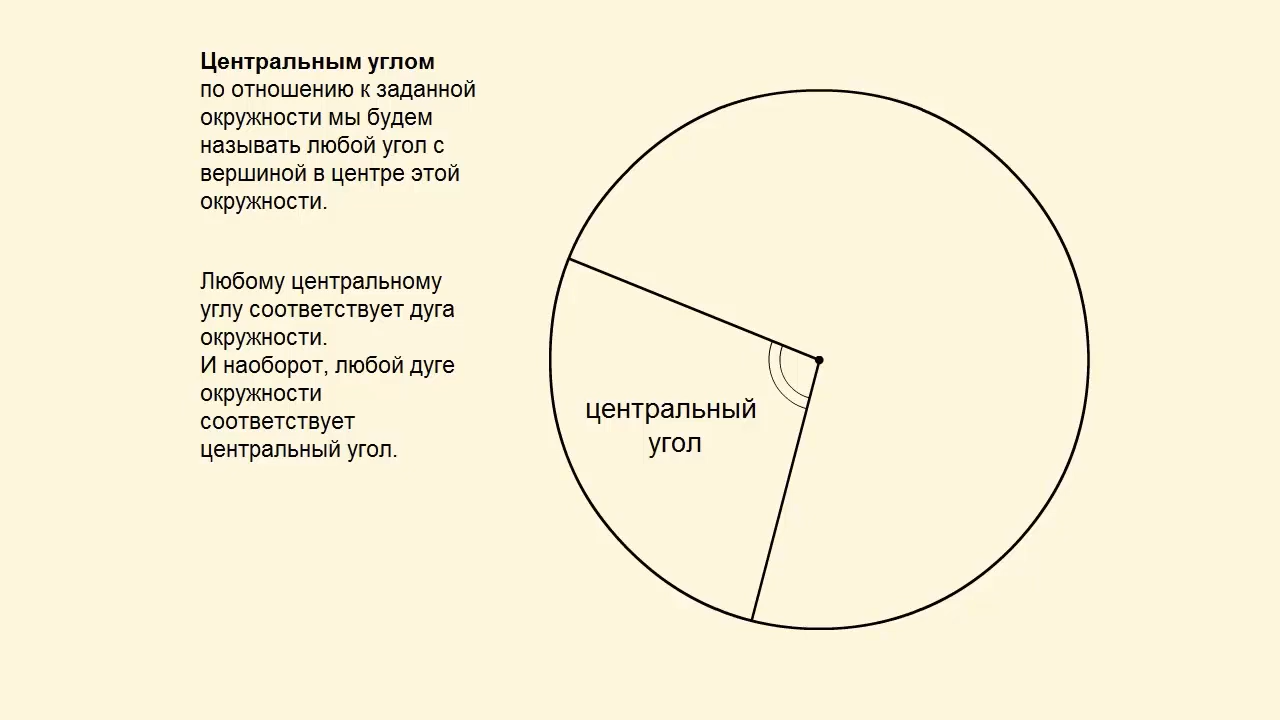 Центральным углом
по отношению к заданной
окружности мы будем
называть любой угол с
вершиной в центре этой
окружности.
Любому центральному
углу соответствует дуга
окружности.
И наоборот, любой дуге
окружности
соответствует
центральный угол.
центральный
угол